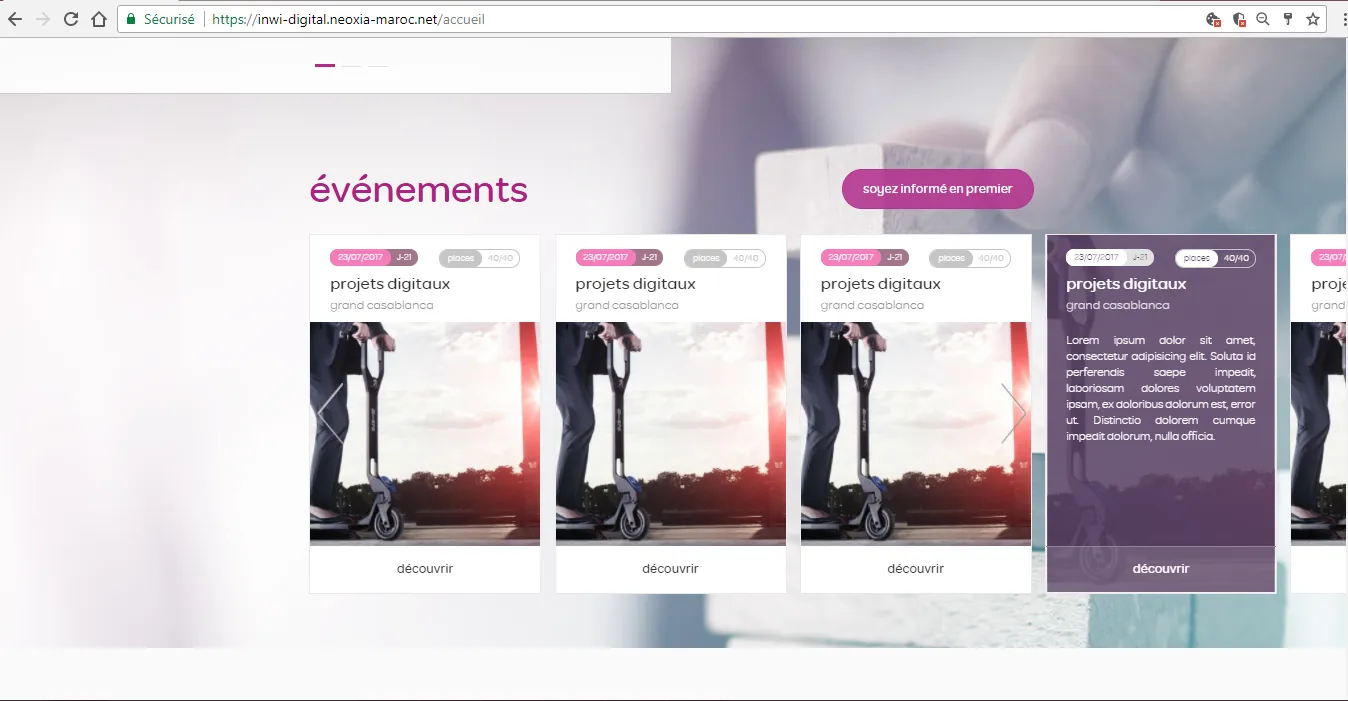 Sécurisé
https://inwi-digital.neoxia-maroc.net/accueil
événements
soyez informé en premier
23/07/2017 J-21 places 40/40
projets digitaux
grand casablanca
découvrir
23/07/2017 J-21 places 40/40
projets digitaux
grand casablanca
découvrir
23/07/2017 J-21 places 40/40
projets digitaux
grand casablanca
découvrir
23/07/2017 J-21 places 40/40
projets digitaux
grand casablanca
Lorem ipsum dolor sit amet,
consectetur adipisicing elit. Soluta id
perferendis saepe impedit,
laboriosam dolores voluptatem
ipsam, ex doloribus dolorum est, error
ut. Distinctio dolorem cumque
impedit dolorum, nulla officia.
découvrir
23/07/
proje
grand